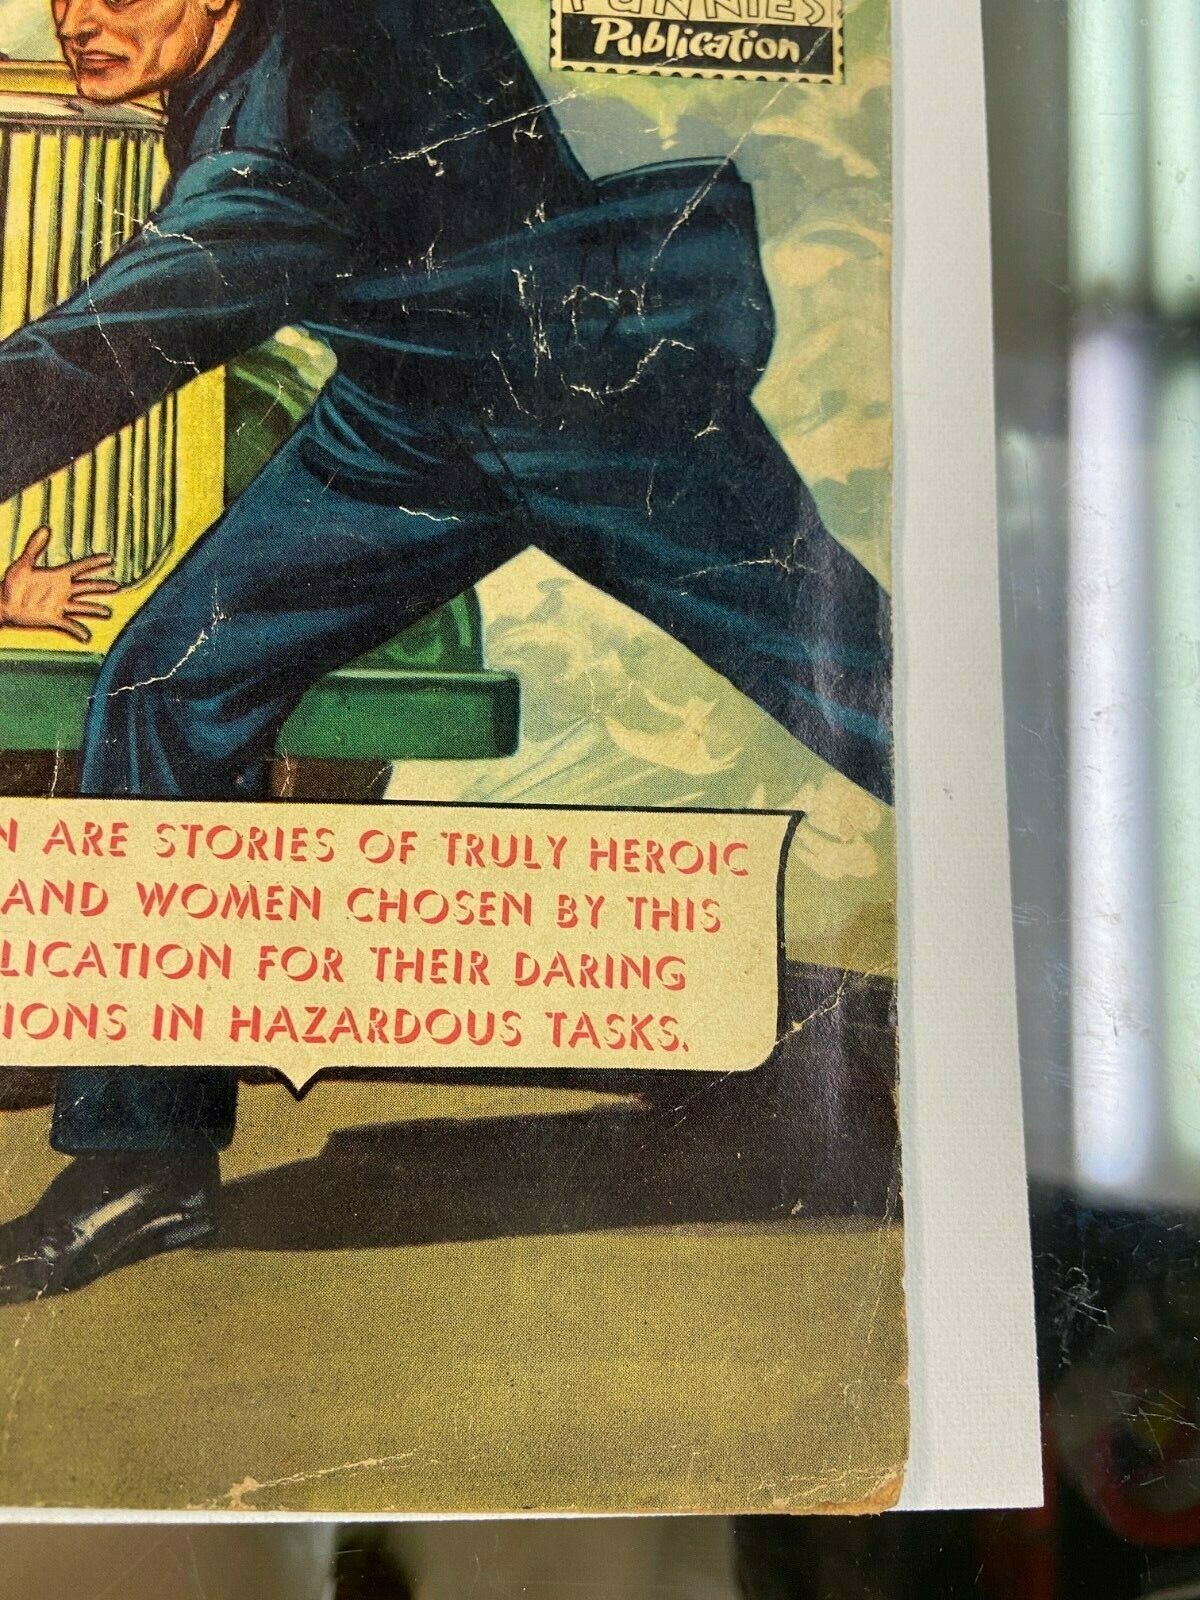 FUNNIES
Publication
ARE STORIES OF TRULY HEROIC
AND WOMEN CHOSEN BY THIS
LICATION FOR THEIR DARING
IONS IN HAZARDOUS TASKS.